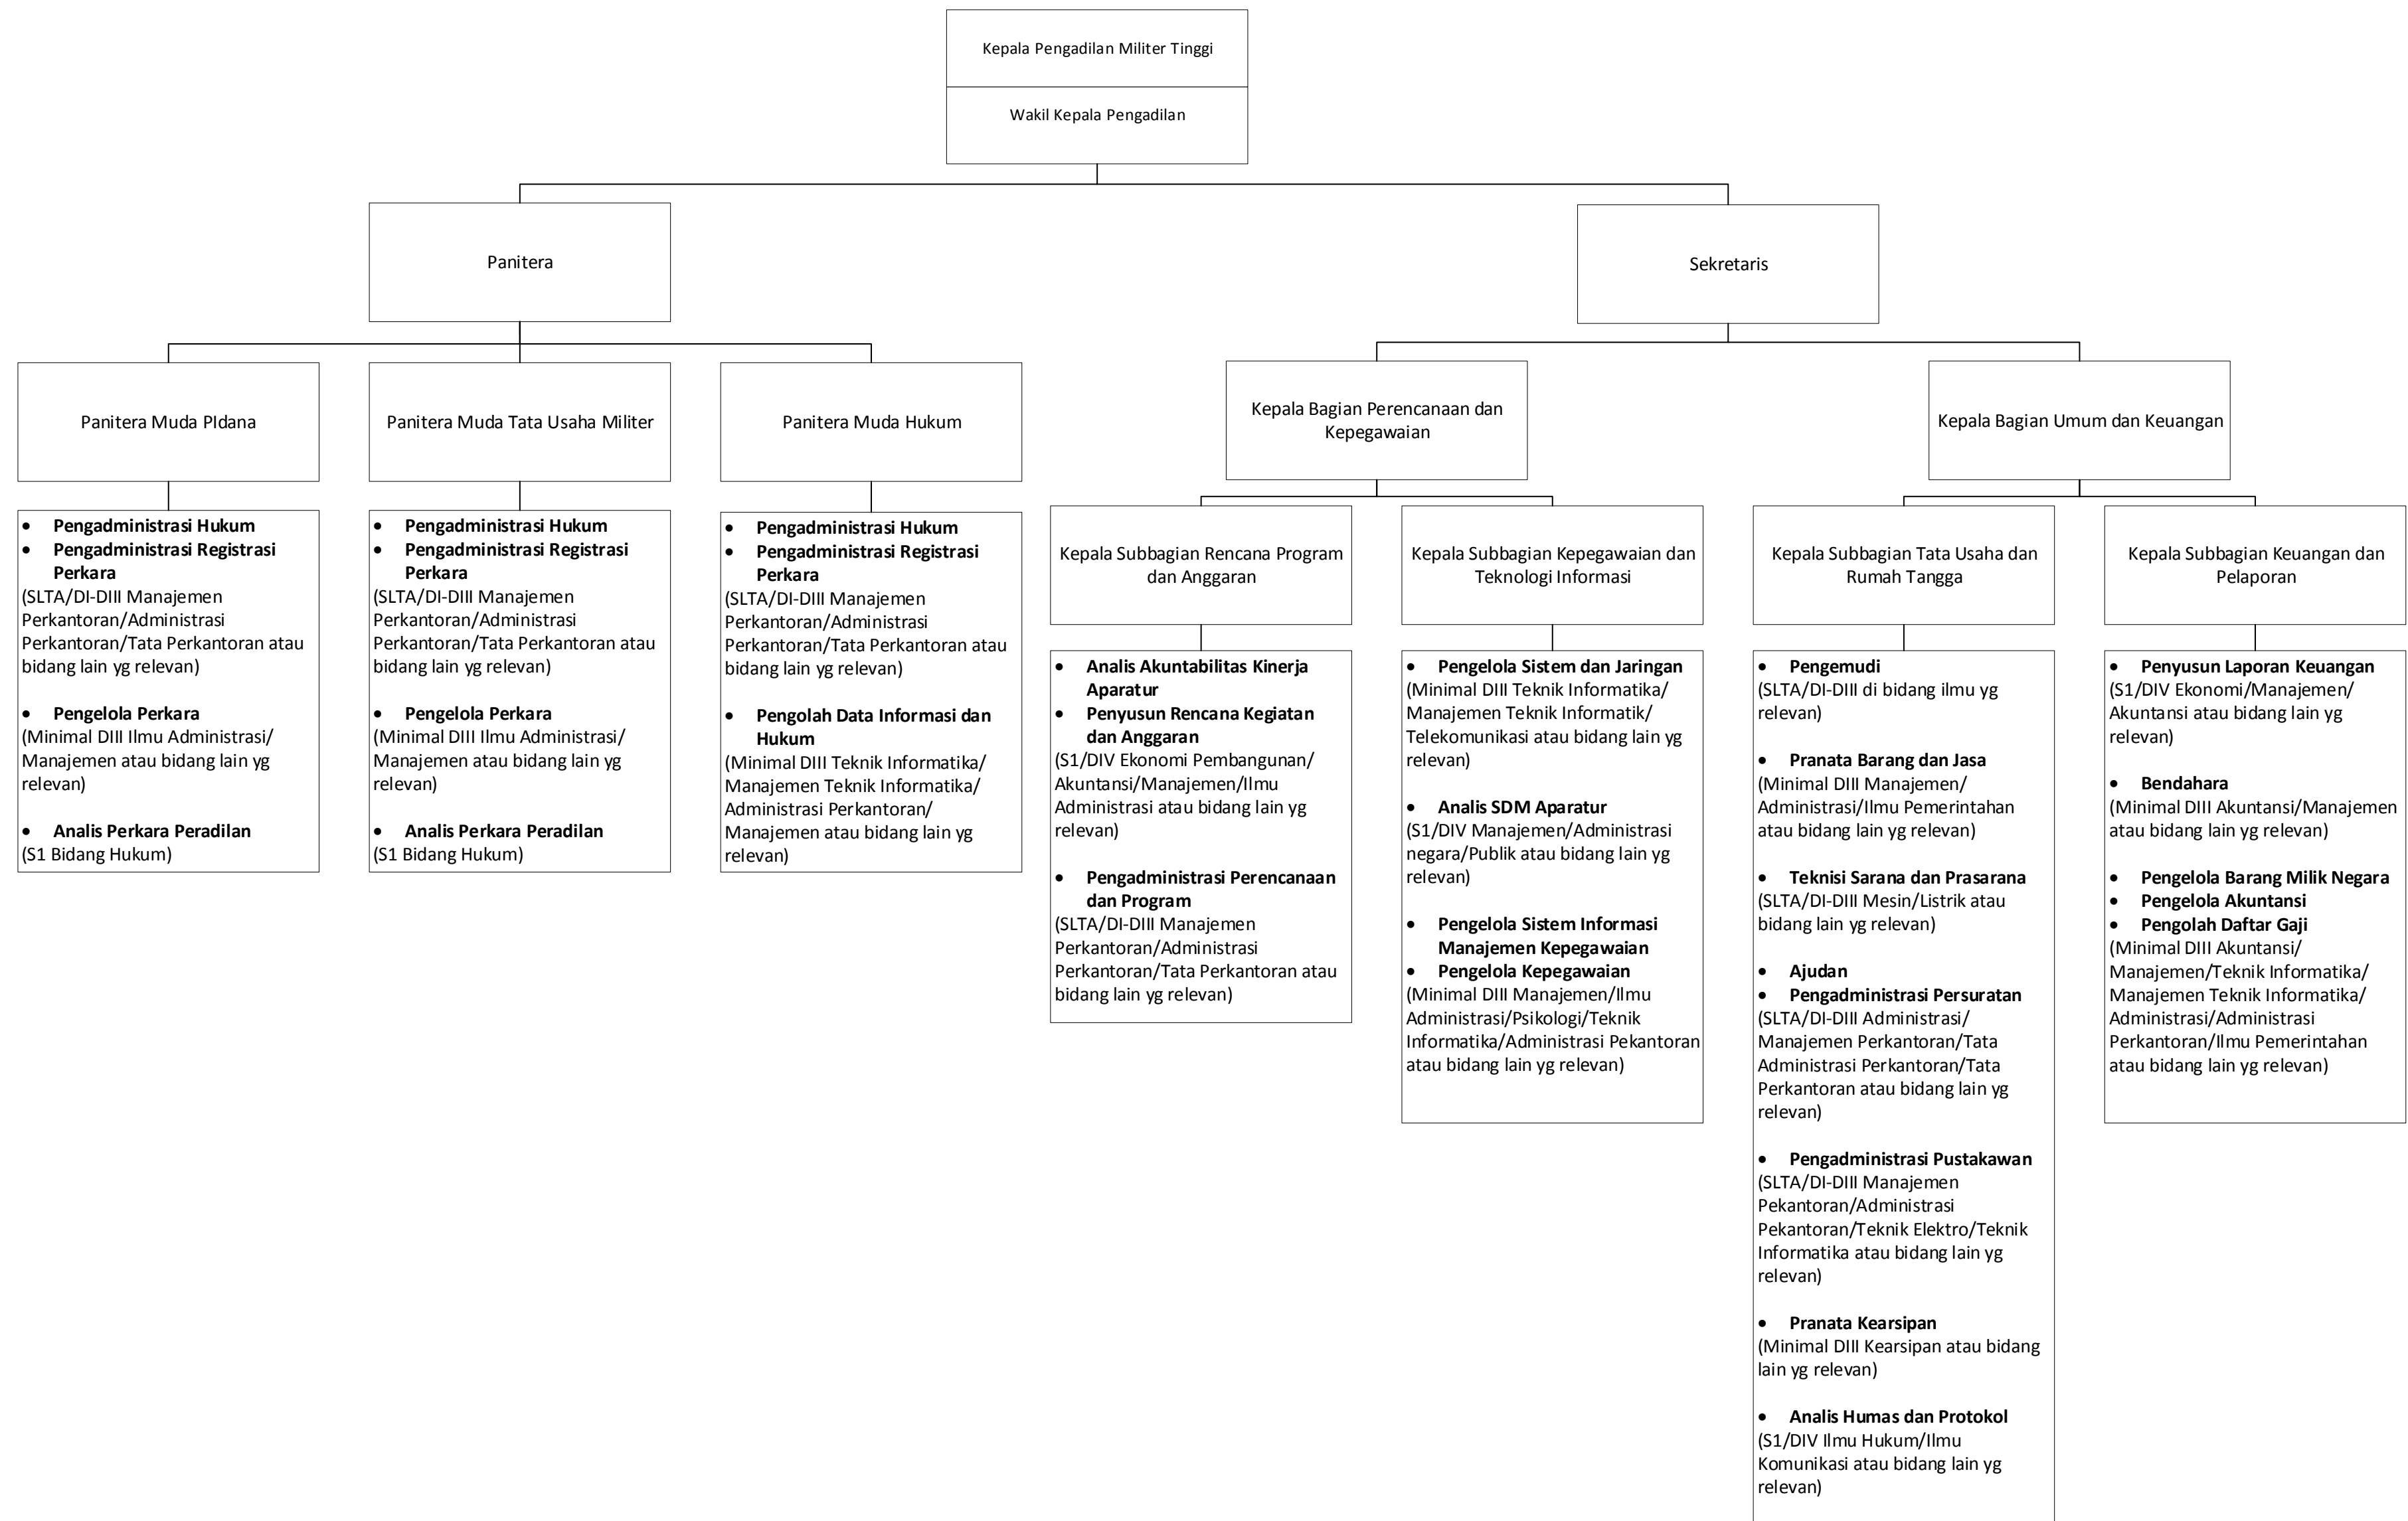 Kepala Pengadilan Militer Tinggi
Wakil Kepala Pengadilan
Panitera
Sekretaris
Panitera Muda PIdana
Panitera Muda Tata Usaha Militer
Panitera Muda Hukum
Kepala Bagian Perencanaan dan
Kepegawaian
Kepala Bagian Umum dan Keuangan
• Pengadministrasi Hukum
• Pengadministrasi Registrasi
Perkara
(SLTA/DI-DIII Manajemen
Perkantoran/Administrasi
Perkantoran/Tata Perkantoran atau
bidang lain yg relevan)
• Pengelola Perkara
(Minimal DIII Ilmu Administrasi/
Manajemen atau bidang lain yg
relevan)
• Analis Perkara Peradilan
(S1 Bidang Hukum)
• Pengadministrasi Hukum
• Pengadministrasi Registrasi
Perkara
(SLTA/DI-DIII Manajemen
Perkantoran/Administrasi
Perkantoran/Tata Perkantoran atau
bidang lain yg relevan)
• Pengelola Perkara
(Minimal DIII Ilmu Administrasi/
Manajemen atau bidang lain yg
relevan)
• Analis Perkara Peradilan
(S1 Bidang Hukum)
• Pengadministrasi Hukum
• Pengadministrasi Registrasi
Perkara
(SLTA/DI-DIII Manajemen
Perkantoran/Administrasi
Perkantoran/Tata Perkantoran atau
bidang lain yg relevan)
• Pengolah Data Informasi dan
Hukum
(Minimal DIII Teknik Informatika/
Manajemen Teknik Informatika/
Administrasi Perkantoran/
Manajemen atau bidang lain yg
relevan)
Kepala Subbagian Rencana Program
dan Anggaran
Kepala Subbagian Kepegawaian dan
Teknologi Informasi
Kepala Subbagian Tata Usaha dan
Rumah Tangga
Kepala Subbagian Keuangan dan
Pelaporan
• Analis Akuntabilitas Kinerja
Aparatur
• Penyusun Rencana Kegiatan
dan Anggaran
(S1/DIV Ekonomi Pembangunan/
Akuntansi/Manajemen/Ilmu
Administrasi atau bidang lain yg
relevan)
• Pengadministrasi Perencanaan
dan Program
(SLTA/DI-DIII Manajemen
Perkantoran/Administrasi
Perkantoran/Tata Perkantoran atau
bidang lain yg relevan)
• Pengelola Sistem dan Jaringan
(Minimal DIII Teknik Informatika/
Manajemen Teknik Informatik/
Telekomunikasi atau bidang lain yg
relevan)
• Analis SDM Aparatur
(S1/DIV Manajemen/Administrasi
negara/Publik atau bidang lain yg
relevan)
• Pengelola Sistem Informasi
Manajemen Kepegawaian
• Pengelola Kepegawaian
(Minimal DIII Manajemen/Ilmu
Administrasi/Psikologi/Teknik
Informatika/Administrasi Pekantoran
atau bidang lain yg relevan)
• Pengemudi
(SLTA/DI-DIII di bidang ilmu yg
relevan)
• Pranata Barang dan Jasa
(Minimal DIII Manajemen/
Administrasi/Ilmu Pemerintahan
atau bidang lain yg relevan)
• Teknisi Sarana dan Prasarana
(SLTA/DI-DIII Mesin/Listrik atau
bidang lain yg relevan)
• Ajudan
• Pengadministrasi Persuratan
(SLTA/DI-DIII Administrasi/
Manajemen Perkantoran/Tata
Administrasi Perkantoran/Tata
Perkantoran atau bidang lain yg
relevan)
• Pengadministrasi Pustakawan
(SLTA/DI-DIII Manajemen
Pekantoran/Administrasi
Pekantoran/Teknik Elektro/Teknik
Informatika atau bidang lain yg
relevan)
• Pranata Kearsipan
(Minimal DIII Kearsipan atau bidang
lain yg relevan)
• Analis Humas dan Protokol
(S1/DIV Ilmu Hukum/Ilmu
Komunikasi atau bidang lain yg
relevan)
• Penyusun Laporan Keuangan
(S1/DIV Ekonomi/Manajemen/
Akuntansi atau bidang lain yg
relevan)
• Bendahara
(Minimal DIII Akuntansi/Manajemen
atau bidang lain yg relevan)
• Pengelola Barang Milik Negara
• Pengelola Akuntansi
• Pengolah Daftar Gaji
(Minimal DIII Akuntansi/
Manajemen/Teknik Informatika/
Manajemen Teknik Informatika/
Administrasi/Administrasi
Perkantoran/Ilmu Pemerintahan
atau bidang lain yg relevan)